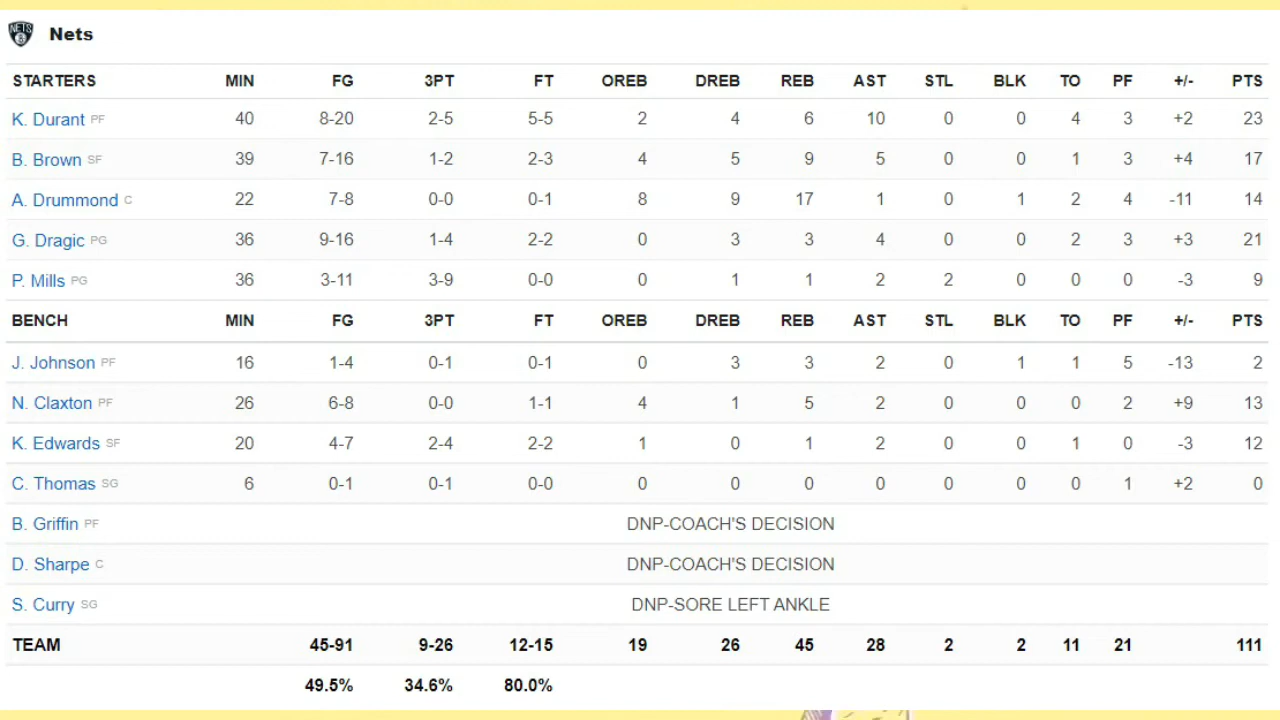 NETS
B
Nets
STARTERS MIN FG 3PT FT OREB DREB REB AST STL BLK TO PF +/- PTS
K. Durant PF 40 8-20 2-5 5-5 2 4 6 10 0 0 4 3 +2 23
B. Brown SF 39 7-16 1-2 2-3 4 5 9 5 0 0 1 3 +4 17
A. Drummond C 22 7-8 0-0 0-1 8 9 17 1 0 1 2 4 -11 14
G. Dragic PG 36 9-16 1-4 2-2 0 3 3 4 0 0 2 3 +3 21
P. Mills PG 36 3-11 3-9 0-0 0 1 1 2 2 0 0 0 -3 9
BENCH MIN FG 3PT FT OREB DREB REB AST STL BLK TO PF +/- PTS
J. Johnson PF 16 1-4 0-1 0-1 0 3 3 2 0 1 1 5 -13 2
N. Claxton PF 26 6-8 0-0 1-1 4 1 5 2 0 0 0 2 +9 13
K. Edwards SF 20 4-7 2-4 2-2 1 0 1 2 0 0 1 0 -3 12
C. Thomas SG 6 0-1 0-1 0-0 0 0 0 0 0 0 0 1 +2 0
B. Griffin PF DNP-COACH'S DECISION
D. Sharpe C DNP-COACH'S DECISION
S. Curry SG DNP-SORE LEFT ANKLE
TEAM 45-91 9-26 12-15 19 26 45 28 2 2 11 21 111
49.5% 34.6% 80.0%